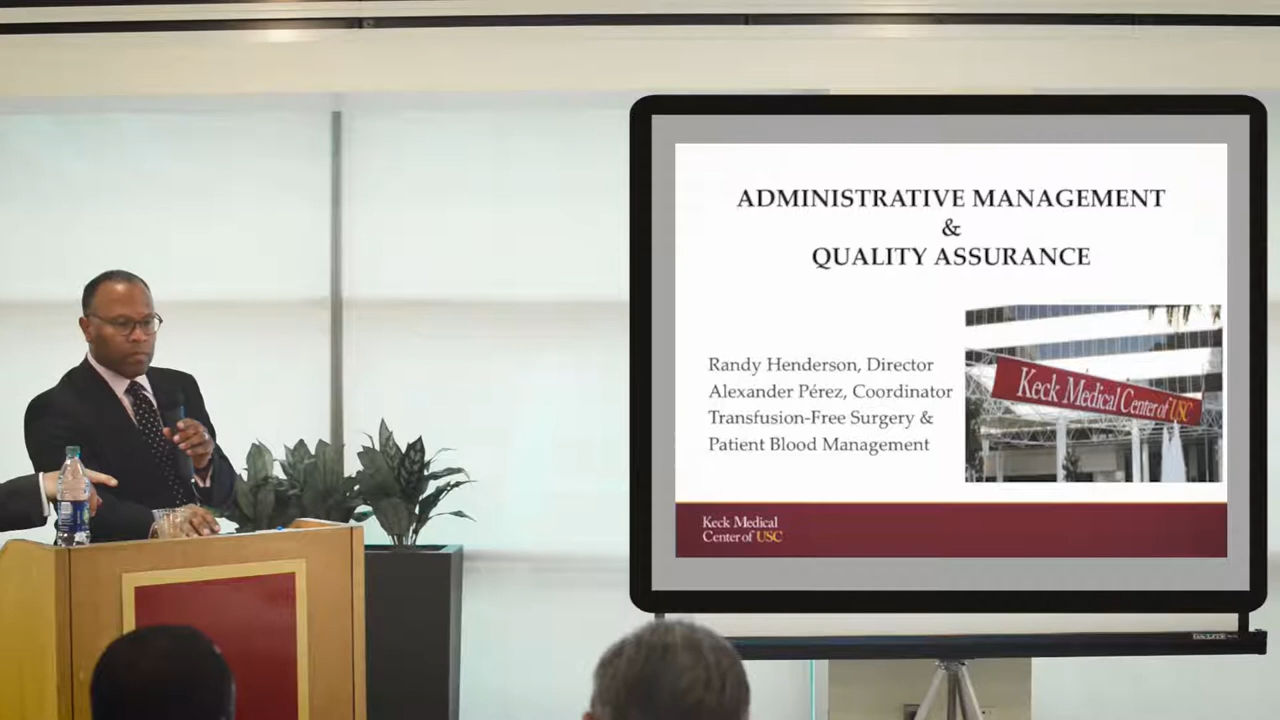 ADMINISTRATIVE MANAGEMENT
&
QUALITY ASSURANCE
Randy Henderson, Director
Alexander Pérez, Coordinator
Transfusion-Free Surgery &
Patient Blood Management
Keck Medical Center of USC
Keck Medical
Center of USC